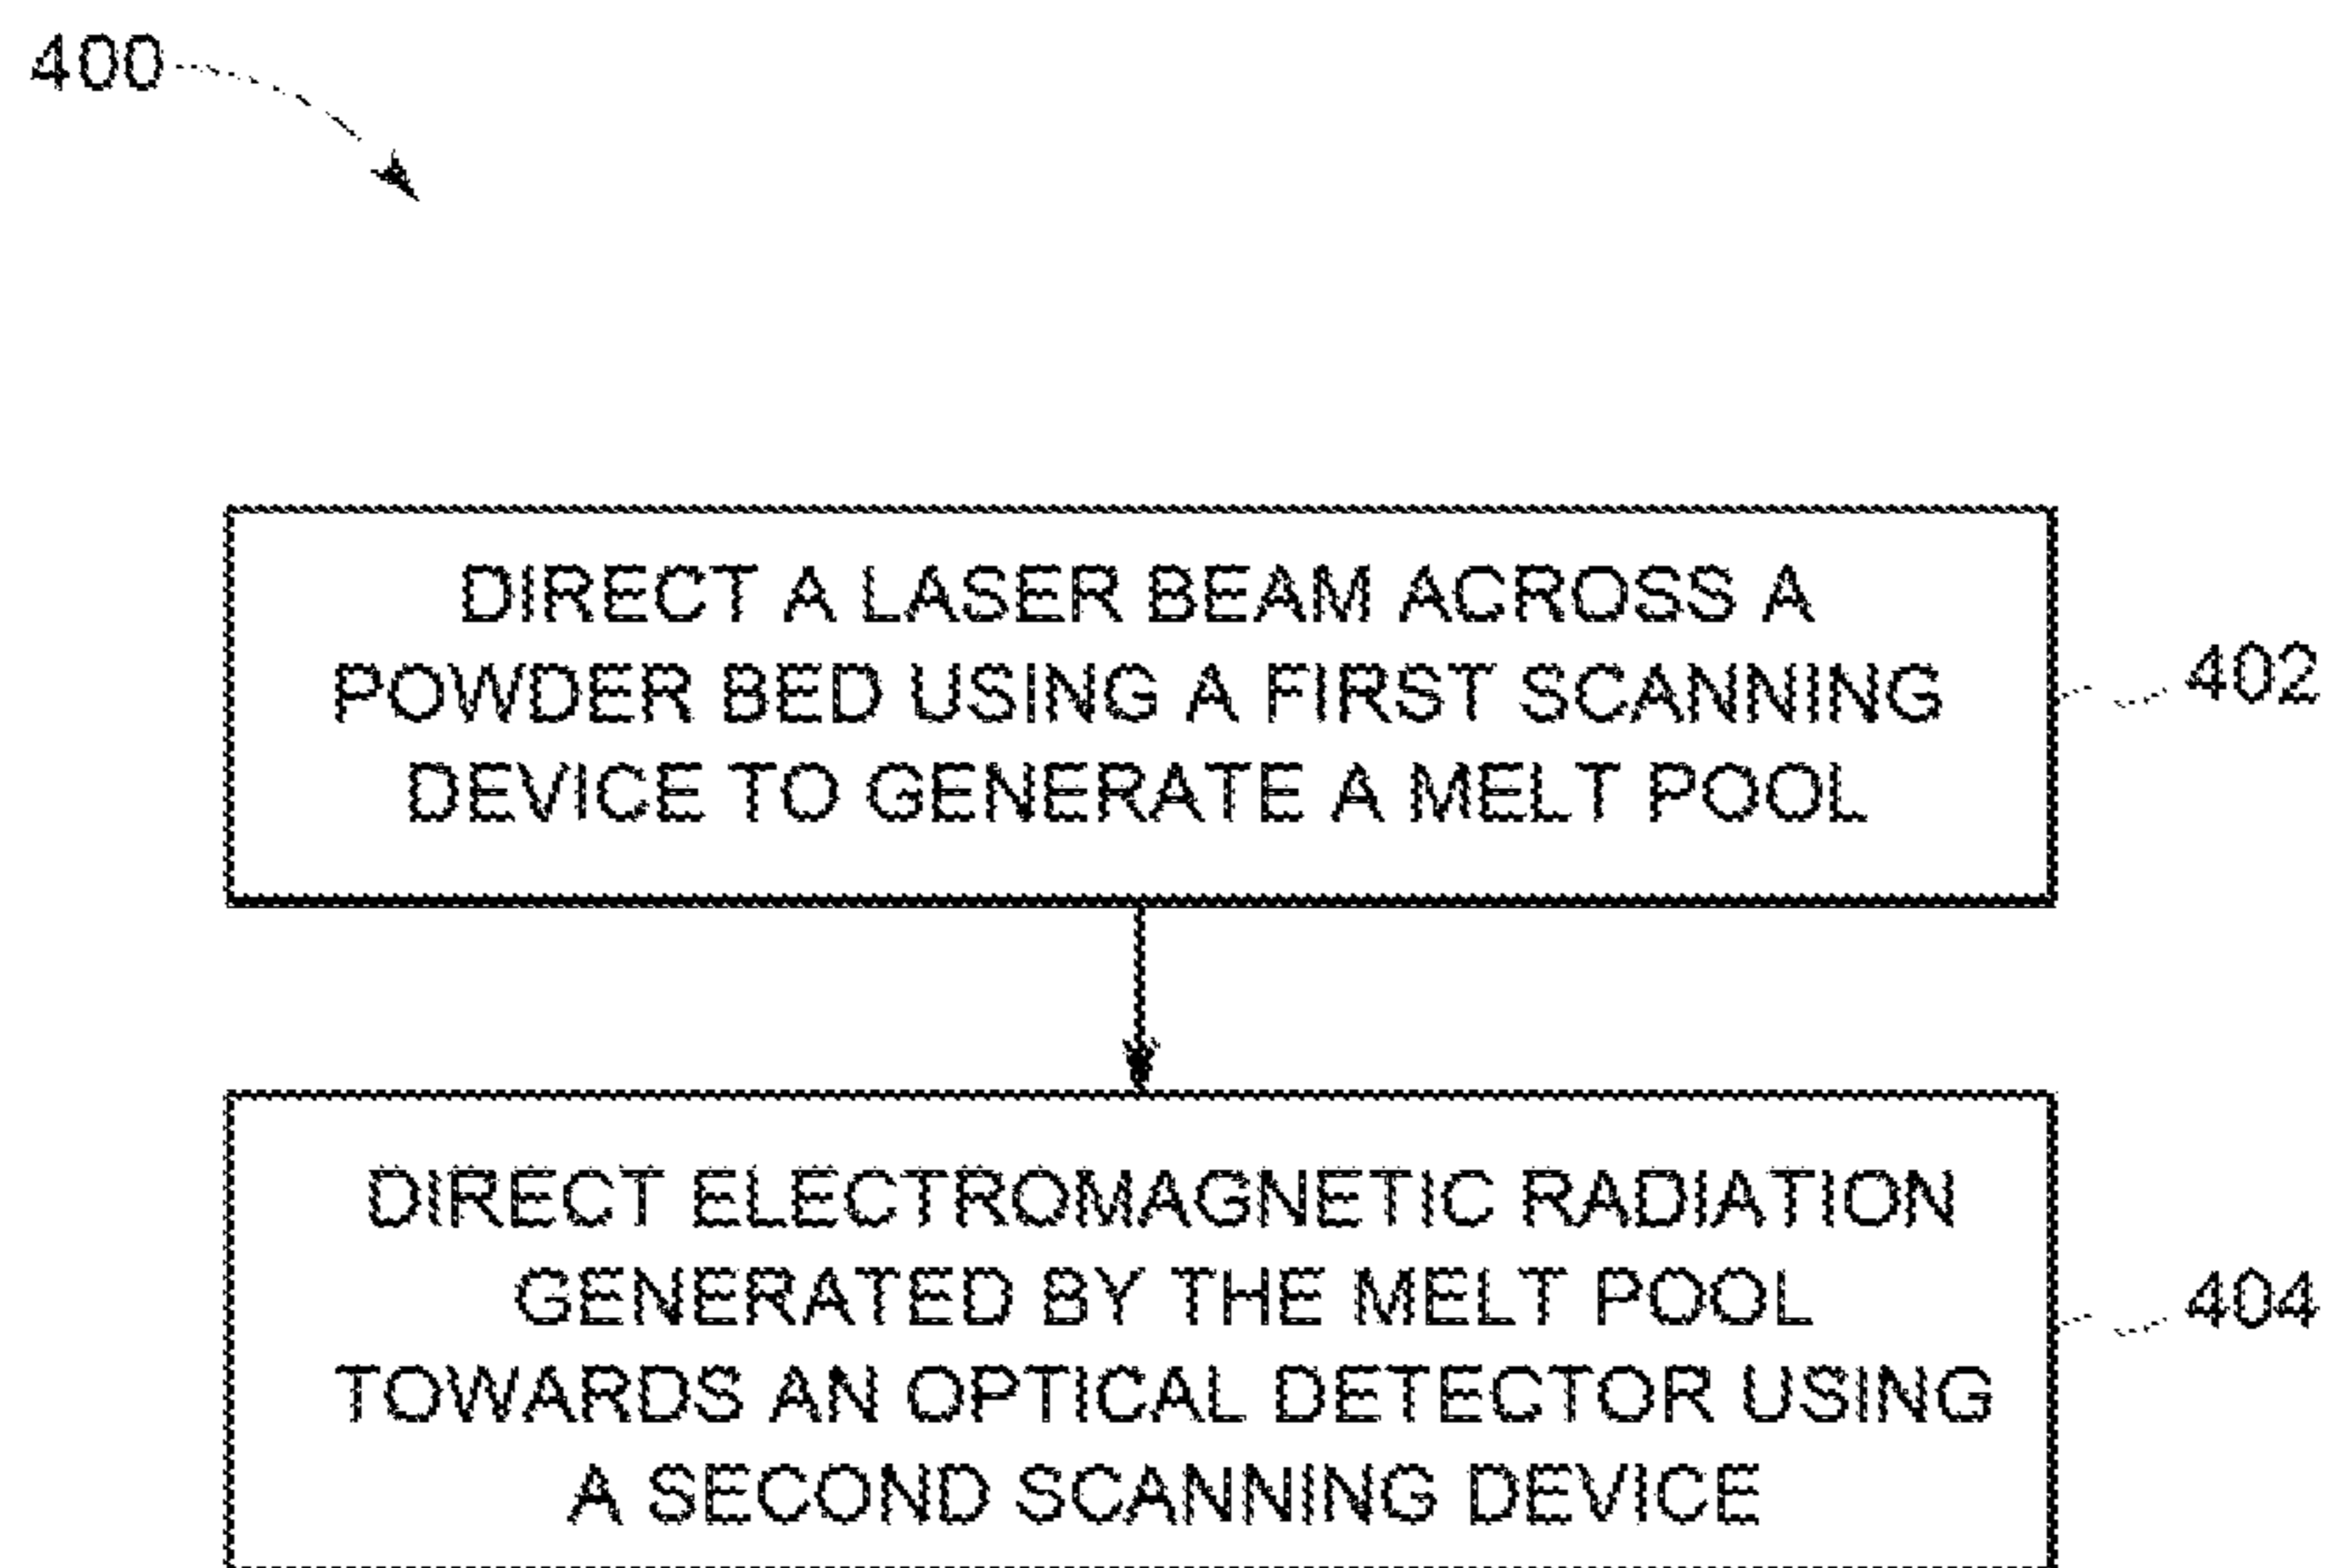 400
DIRECT A LASER BEAM ACROSS A
POWDER BED USING A FIRST SCANNING
DEVICE TO GENERATE A MELT POOL
402
DIRECT ELECTROMAGNETIC RADIATION
GENERATED BY THE MELT POOL
TOWARDS AN OPTICAL DETECTOR USING
A SECOND SCANNING DEVICE
404